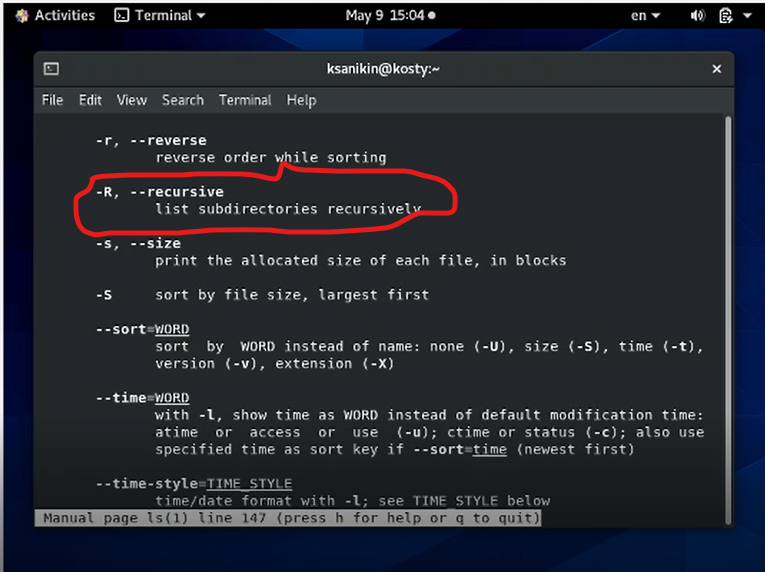 Activities Terminal May 9 15:04 en
ksanikin@kosty:~
File Edit View Search Terminal Help
-r, --reverse
reverse order while sorting
-R, --recursive
list subdirectories recursively
-s, --size
print the allocated size of each file, in blocks
-S sort by file size, largest first
--sort=WORD
sort by WORD instead of name: none (-U), size (-S), time (-t),
version (-v), extension (-X)
--time=WORD
with -l, show time as WORD instead of default modification time:
atime or access or use (-u); ctime or status (-c); also use
specified time as sort key if --sort=time (newest first)
--time-style=TIME_STYLE
time/date format with -l; see TIME_STYLE below
Manual page ls(1) line 147 (press h for help or q to quit)